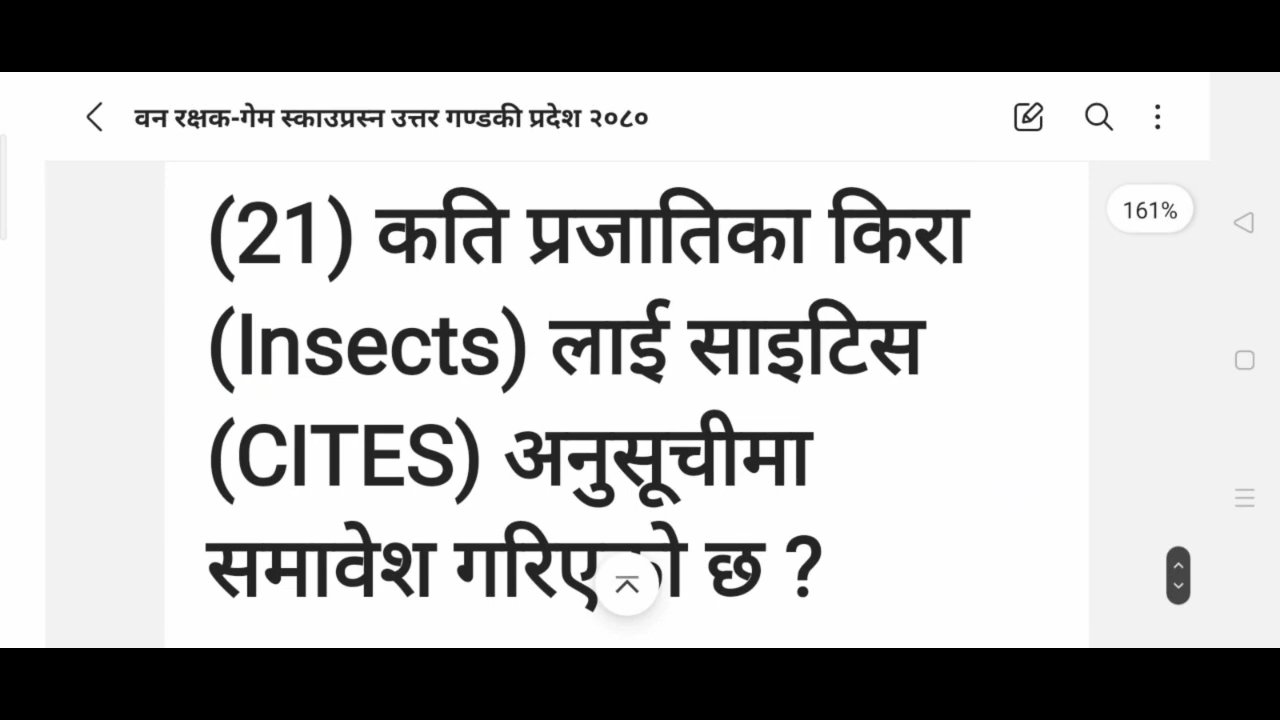 वन रक्षक-गेम स्काउप्रस्न उत्तर गण्डकी प्रदेश २०८०
161%
(21) कति प्रजातिका किरा
(Insects) लाई साइटिस
(CITES) अनुसूचीमा
समावेश छ ?